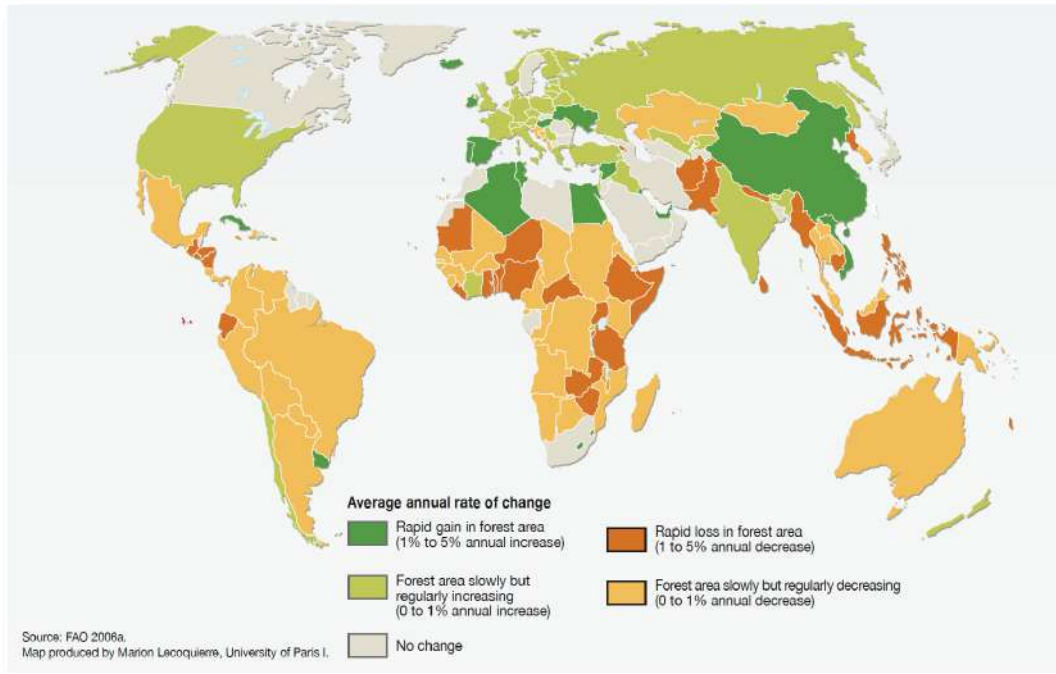 Average annual rate of change
Rapid gain in forest area
(1% to 5% annual increase)
Forest area slowly but
regularly increasing
(0 to 1% annual increase)
No change
Rapid loss in forest area
(1 to 5% annual decrease)
Forest area slowly but regularly decreasing
(0 to 1% annual decrease)
Source: FAO 2006a.
Map produced by Marion Lecoquierre, University of Paris I.